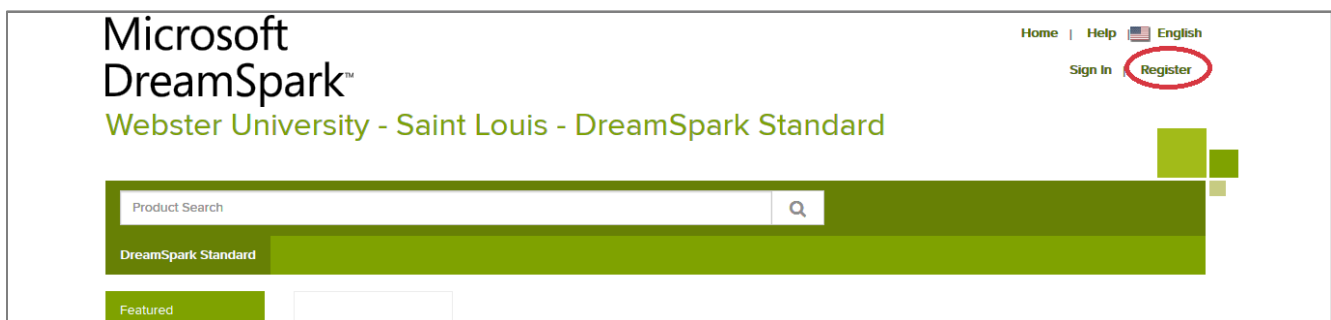 Microsoft
DreamSpark™
Home | Help | English
Sign In | Register
Webster University - Saint Louis - DreamSpark Standard
Product Search
DreamSpark Standard
Featured